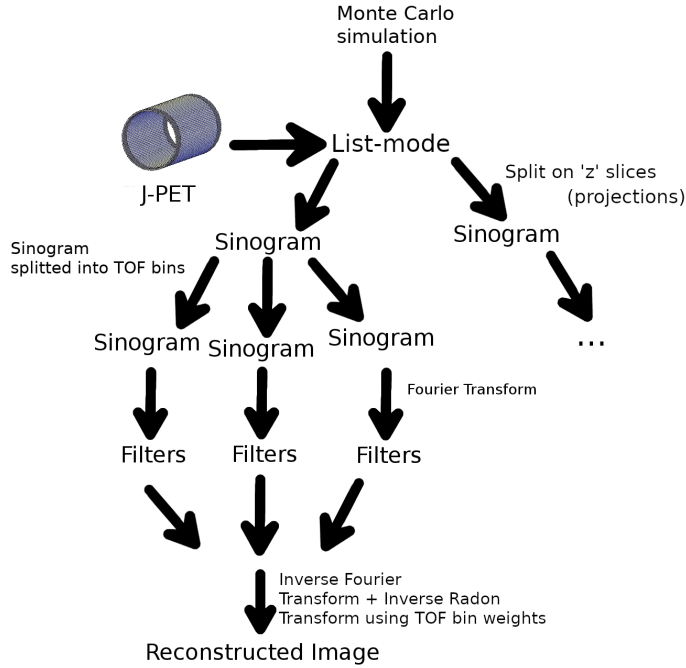 Monte Carlo
simulation
List-mode
J-PET
Split on 'z' slices
(projections)
Sinogram
Sinogram
Sinogram
splitted into TOF bins
Sinogram
Sinogram
Sinogram
...
Fourier Transform
Filters
Filters
Filters
Inverse Fourier
Transform + Inverse Radon
Transform using TOF bin weights
Reconstructed Image